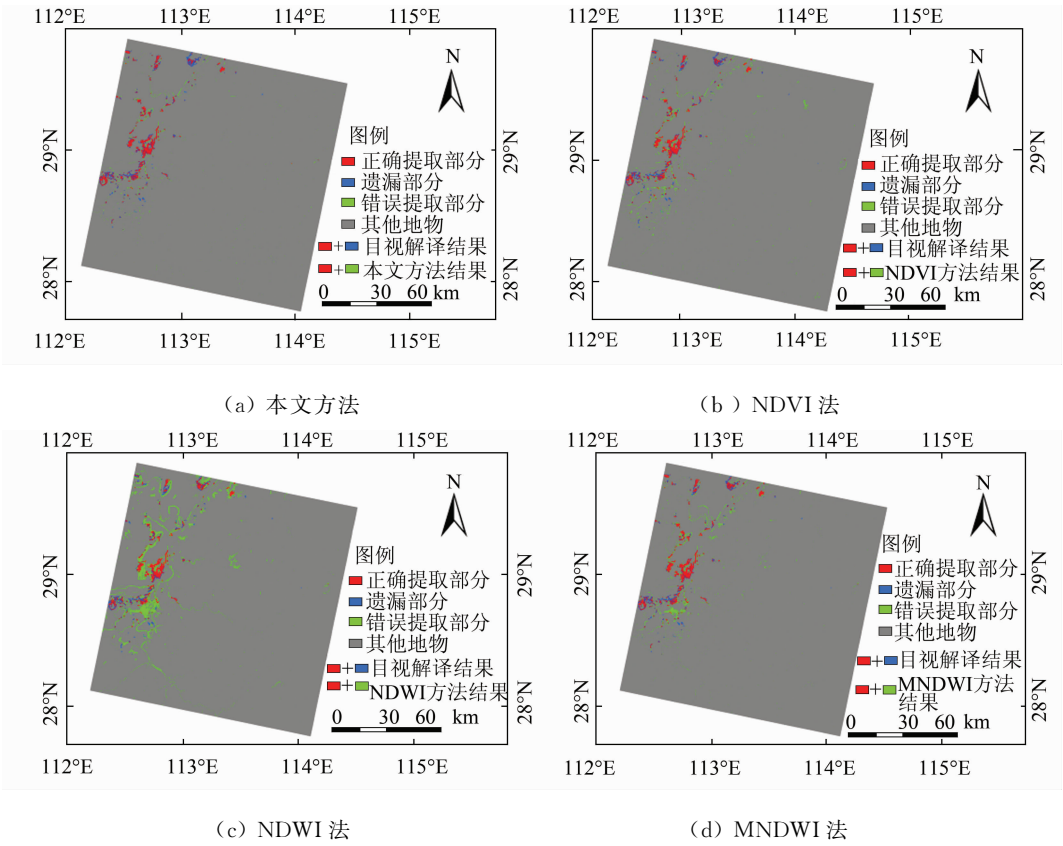 112°E 113°E 114°E 115°E
N
29°N 29°N
28°N 28°N
图例
正确提取部分
遗漏部分
错误提取部分
其他地物
+ 目视解译结果
+ 本文方法结果
0 30 60 km
112°E 113°E 114°E 115°E
(a) 本文方法
112°E 113°E 114°E 115°E
N
29°N 29°N
28°N 28°N
图例
正确提取部分
遗漏部分
错误提取部分
其他地物
+ 目视解译结果
+ NDVI方法结果
0 30 60 km
112°E 113°E 114°E 115°E
(b ) NDVI 法
112°E 113°E 114°E 115°E
N
29°N 29°N
28°N 28°N
图例
正确提取部分
遗漏部分
错误提取部分
其他地物
+ 目视解译结果
+ NDWI方法结果
0 30 60 km
112°E 113°E 114°E 115°E
(c) NDWI 法
112°E 113°E 114°E 115°E
N
29°N 29°N
28°N 28°N
图例
正确提取部分
遗漏部分
错误提取部分
其他地物
+ 目视解译结果
+ MNDWI方法
结果
0 30 60 km
112°E 113°E 114°E 115°E
(d) MNDWI 法